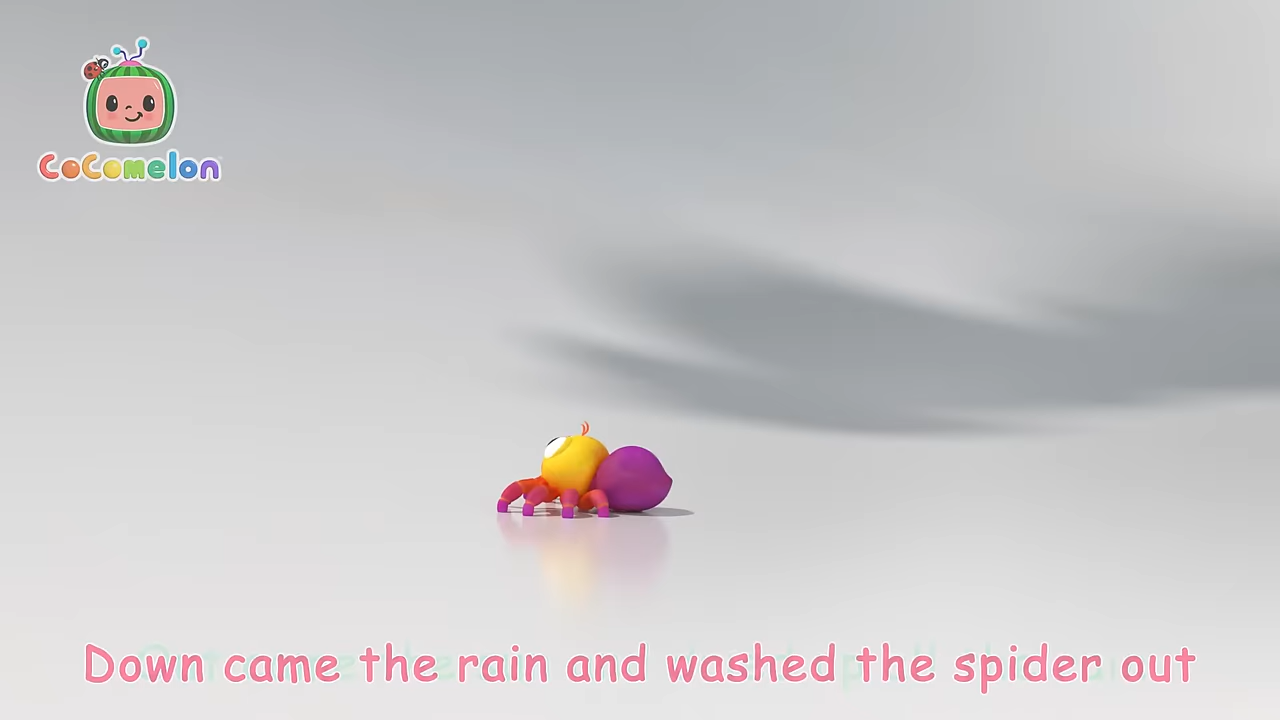 CoComelon
Down came the rain and washed the spider out